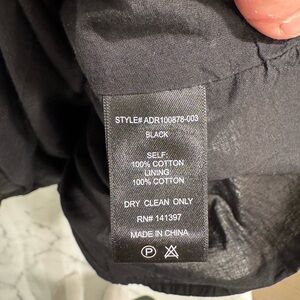 STYLE# ADR100878-003
BLACK
SELF:
100% COTTON
LINING:
100% COTTON
DRY CLEAN ONLY
RN# 141397
MADE IN CHINA
P